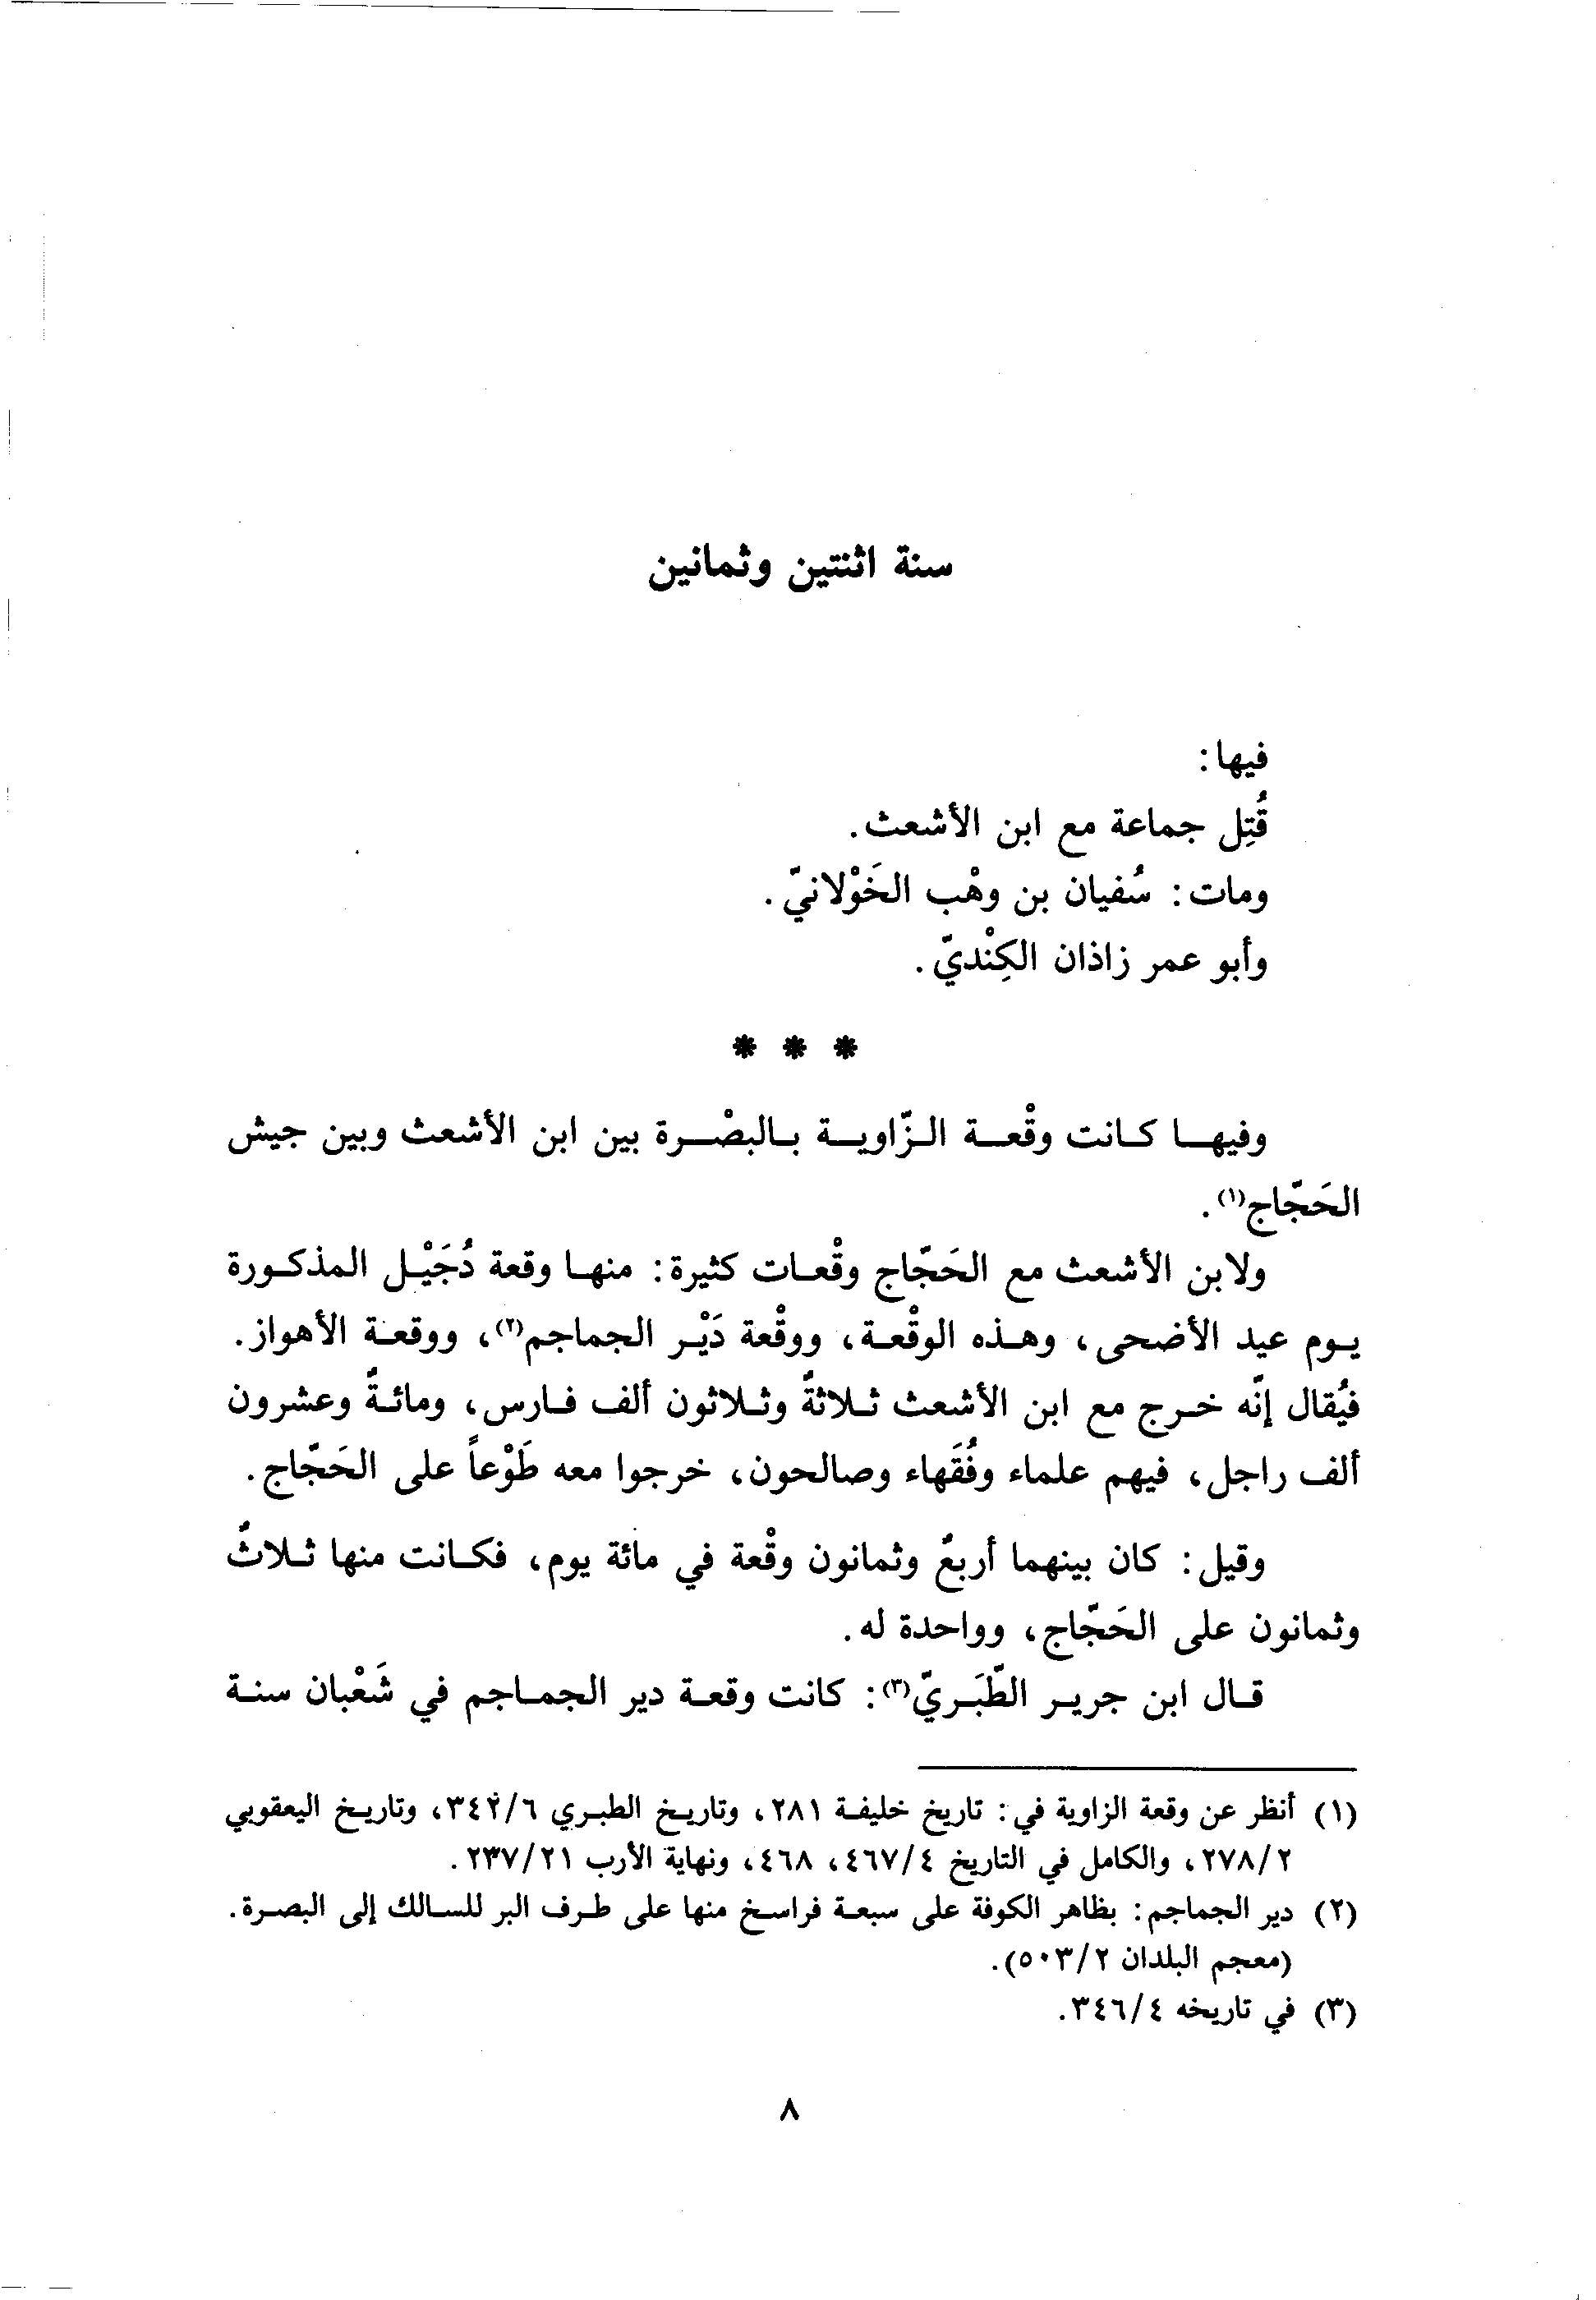 سنة اثنتين وثمانين
فيها:
قُتِل جماعة مع ابن الأشعث.
ومات: سُفيان بن وهْب الخَوْلانيّ.
وأبو عمر زاذان الكِنْديّ.
* * *
وفيها كانت وقْعة الزّاوية بالبصْرة بين ابن الأشعث وبين جيش
الحَجّاج(١).
ولابن الأشعث مع الحَجّاج وقْعات كثيرة: منها وقعة دُجَيْل المذكورة
يوم عيد الأضحى، وهذه الوقْعة، ووقْعة دَيْر الجماجم(٢)، ووقعة الأهواز.
فيُقال إنّه خرج مع ابن الأشعث ثلاثةٌ وثلاثون ألف فارس، ومائةٌ وعشرون
ألف راجل، فيهم علماء وفُقَهاء وصالحون، خرجوا معه طَوْعاً على الحَجّاج.
وقيل: كان بينهما أربعٌ وثمانون وقْعة في مائة يوم، فكانت منها ثلاثٌ
وثمانون على الحَجّاج، وواحدة له.
قال ابن جرير الطّبَريّ(٣): كانت وقعة دير الجماجم في شَعْبان سنة
(١) أنظر عن وقعة الزاوية في: تاريخ خليفة ٢٨١، وتاريخ الطبري ٣٤٢/٦، وتاريخ اليعقوبي
٢٧٨/٢، والكامل في التاريخ ٤٦٧/٤، ٤٦٨، ونهاية الأرب ٢٣٧/٢١.
(٢) دير الجماجم: بظاهر الكوفة على سبعة فراسخ منها على طرف البر للسالك إلى البصرة.
(معجم البلدان ٥٠٣/٢).
(٣) في تاريخه ٣٤٦/٤.
٨